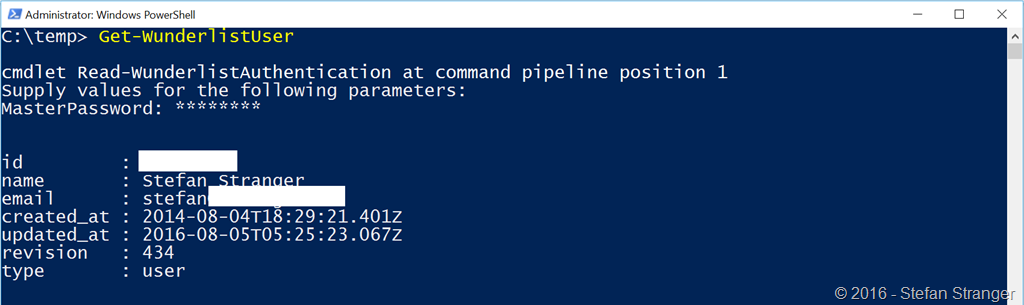 Administrator: Windows PowerShell
C:\temp> Get-WunderlistUser
cmdlet Read-WunderlistAuthentication at command pipeline position 1
Supply values for the following parameters:
MasterPassword: ********
id :
name : Stefan Stranger
email : stefan
created_at : 2014-08-04T18:29:21.401Z
updated_at : 2016-08-05T05:25:23.067Z
revision : 434
type : user
© 2016 - Stefan Stranger